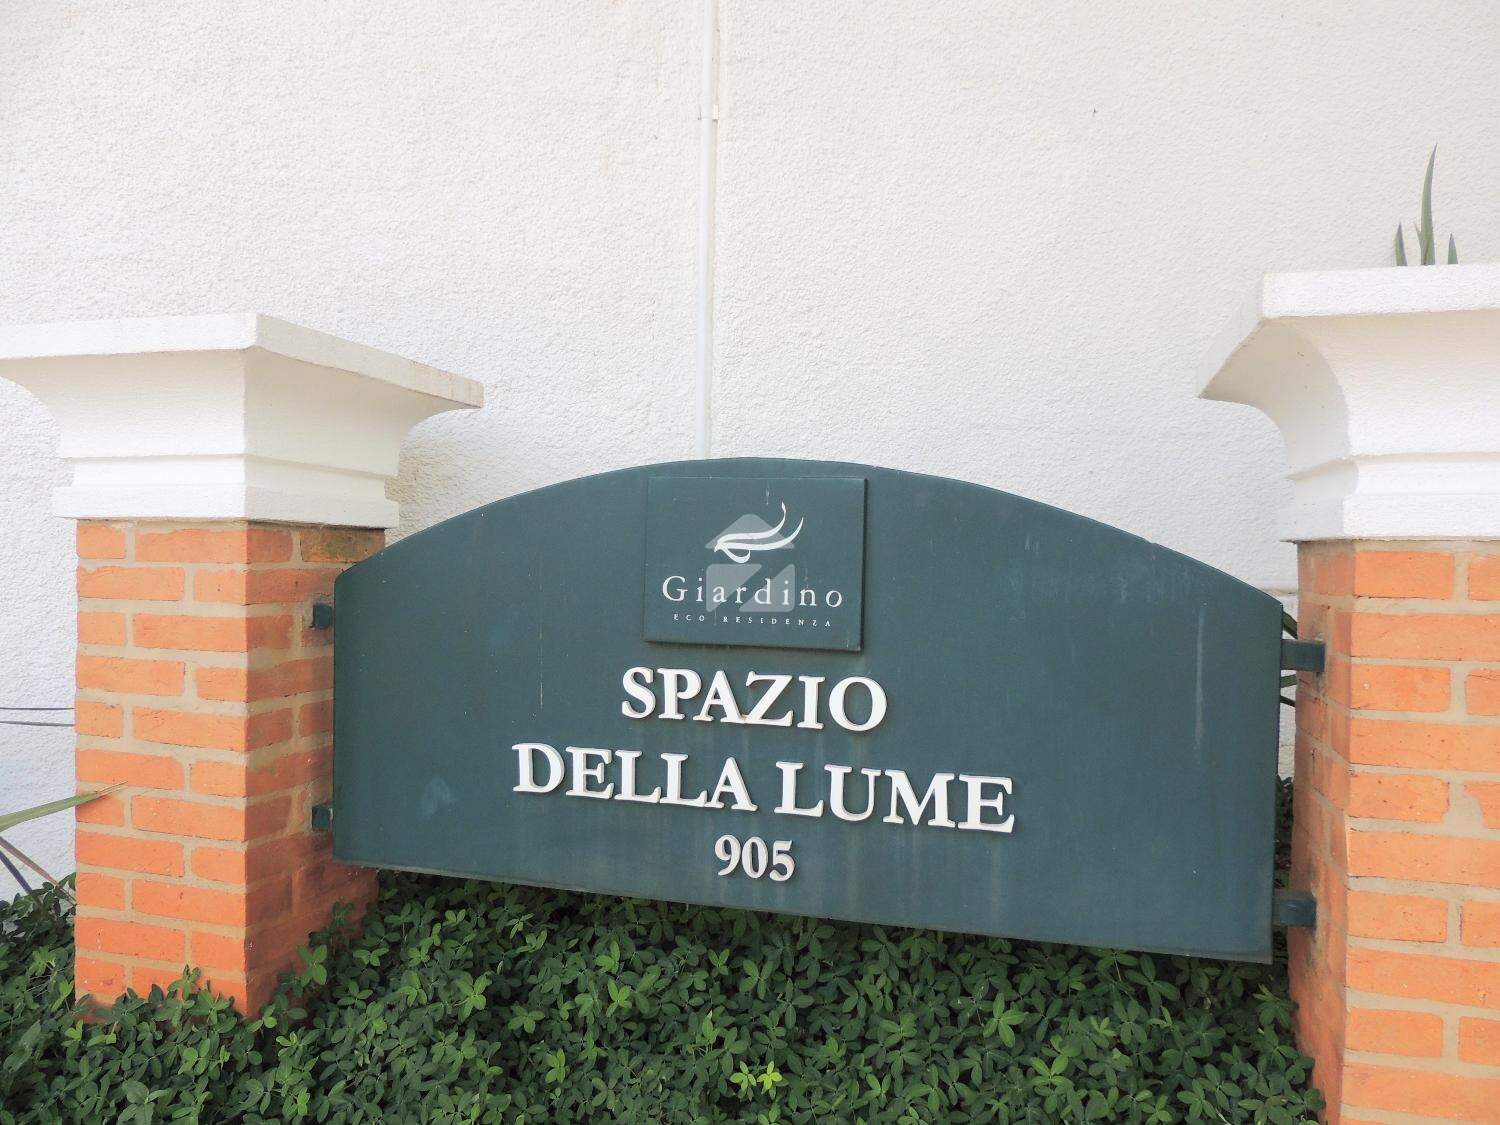 Giardino
ECO RESIDENZA
SPAZIO
DELLA LUME
905